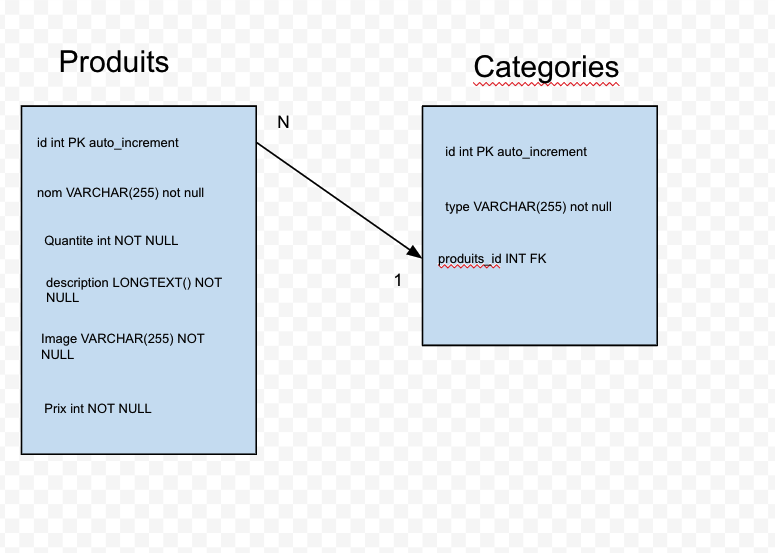 Produits
id int PK auto_increment
nom VARCHAR(255) not null
Quantite int NOT NULL
description LONGTEXT() NOT
NULL
Image VARCHAR(255) NOT
NULL
Prix int NOT NULL
N
1
Categories
id int PK auto_increment
type VARCHAR(255) not null
produits_id INT FK